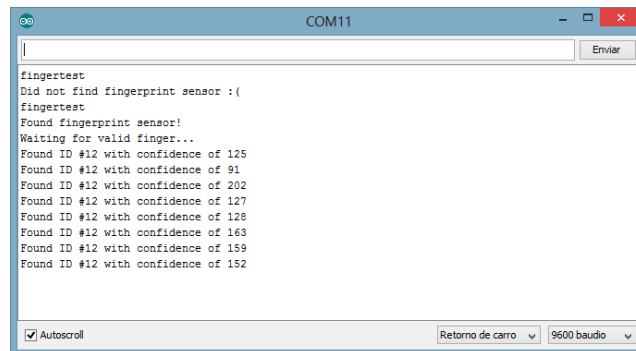 COM11
Enviar
fingertest
Did not find fingerprint sensor :(
fingertest
Found fingerprint sensor!
Waiting for valid finger...
Found ID #12 with confidence of 125
Found ID #12 with confidence of 91
Found ID #12 with confidence of 202
Found ID #12 with confidence of 127
Found ID #12 with confidence of 128
Found ID #12 with confidence of 163
Found ID #12 with confidence of 159
Found ID #12 with confidence of 152
Autoscroll Retorno de carro 9600 baudio